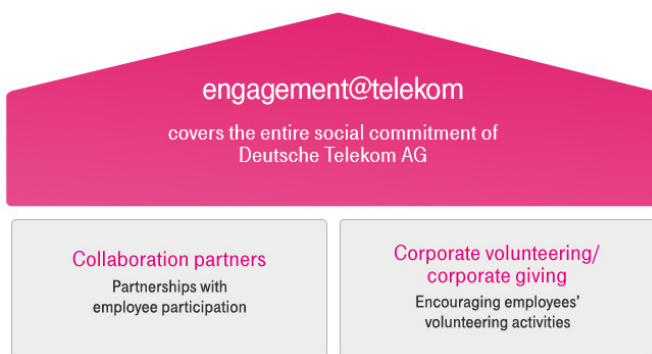 engagement@telekom
covers the entire social commitment of
Deutsche Telekom AG
Collaboration partners
Partnerships with
employee participation
Corporate volunteering/
corporate giving
Encouraging employees’
volunteering activities